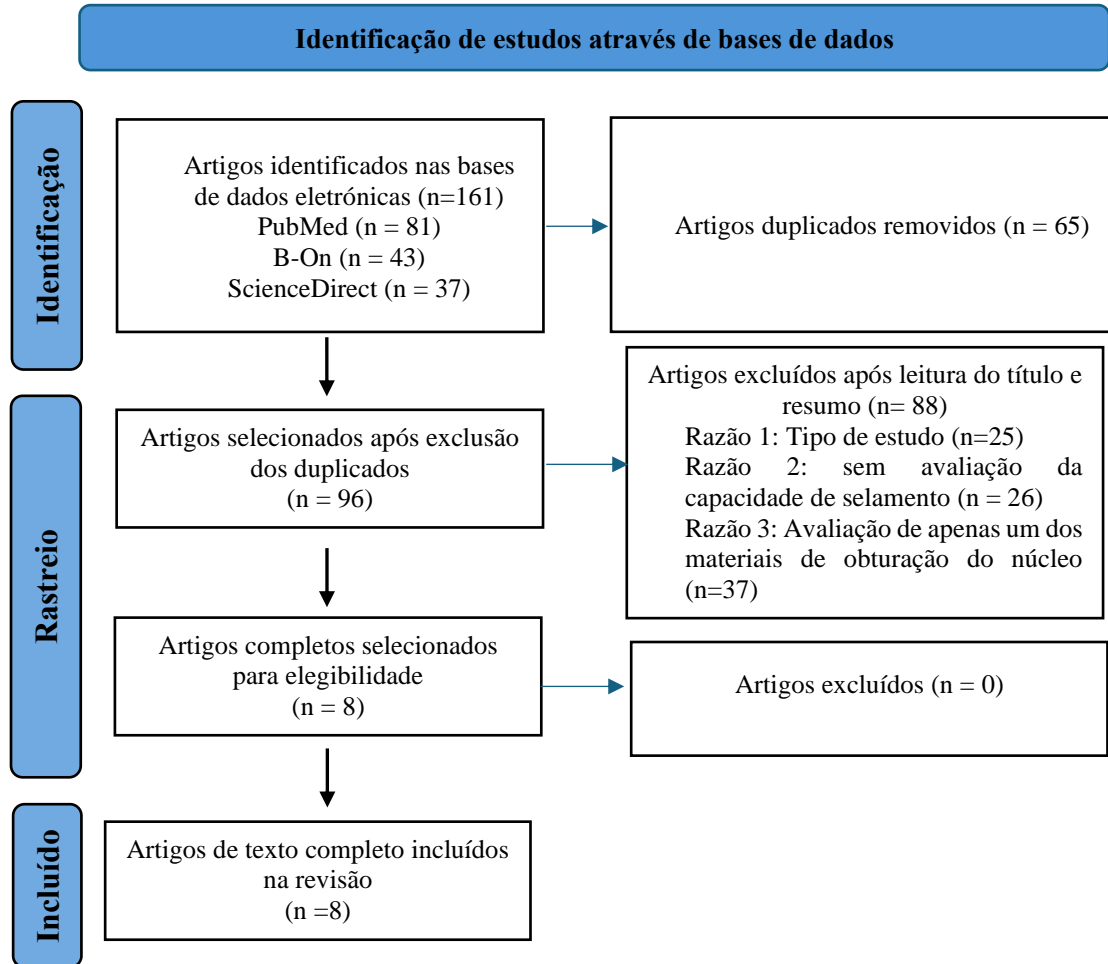 Identificação de estudos através de bases de dados
Identificação
Artigos identificados nas bases
de dados eletrónicas (n=161)
PubMed (n = 81)
B-On (n = 43)
ScienceDirect (n = 37)
Artigos duplicados removidos (n = 65)
Rastreio
Artigos selecionados após exclusão
dos duplicados
(n = 96)
Artigos excluídos após leitura do título e
resumo (n= 88)
Razão 1: Tipo de estudo (n=25)
Razão 2: sem avaliação da
capacidade de selamento (n = 26)
Razão 3: Avaliação de apenas um dos
materiais de obturação do núcleo
(n=37)
Artigos completos selecionados
para elegibilidade
(n = 8)
Artigos excluídos (n = 0)
Incluído
Artigos de texto completo incluídos
na revisão
(n =8)